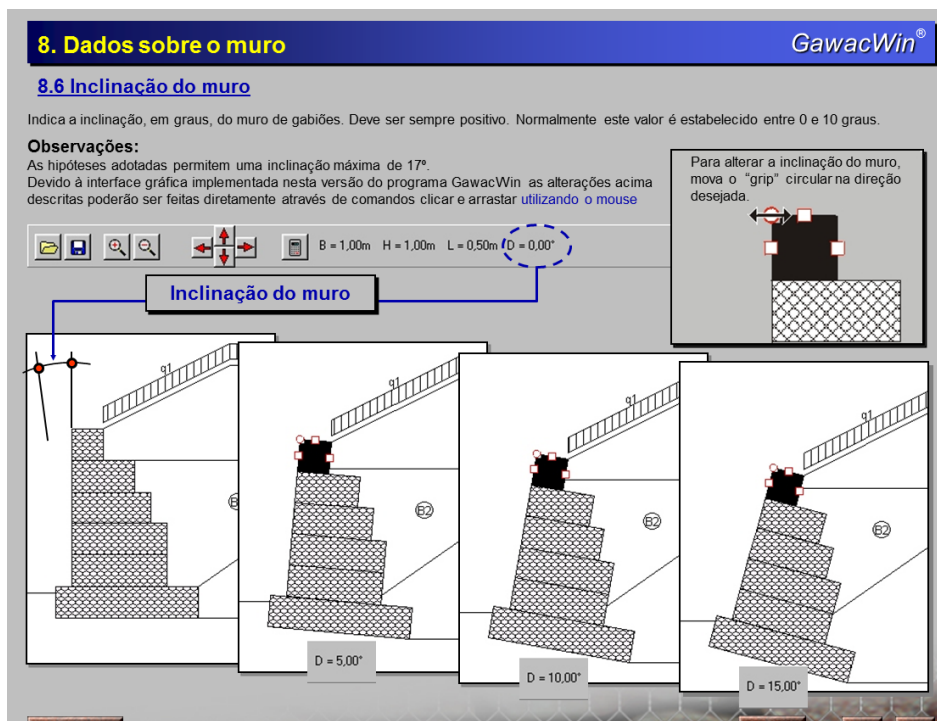 8. Dados sobre o muro
GawacWin®
8.6 Inclinação do muro
Indica a inclinação, em graus, do muro de gabiões. Deve ser sempre positivo. Normalmente este valor é estabelecido entre 0 e 10 graus.
Observações:
As hipóteses adotadas permitem uma inclinação máxima de 17º.
Devido à interface gráfica implementada nesta versão do programa GawacWin as alterações acima
descritas poderão ser feitas diretamente através de comandos clicar e arrastar utilizando o mouse
Para alterar a inclinação do muro,
mova o “grip” circular na direção
desejada.
B = 1,00m H = 1,00m L = 0,50m D = 0,00°
Inclinação do muro
q1
q1
q1
q1
B2
B2
B2
D = 5,00°
D = 10,00°
D = 15,00°